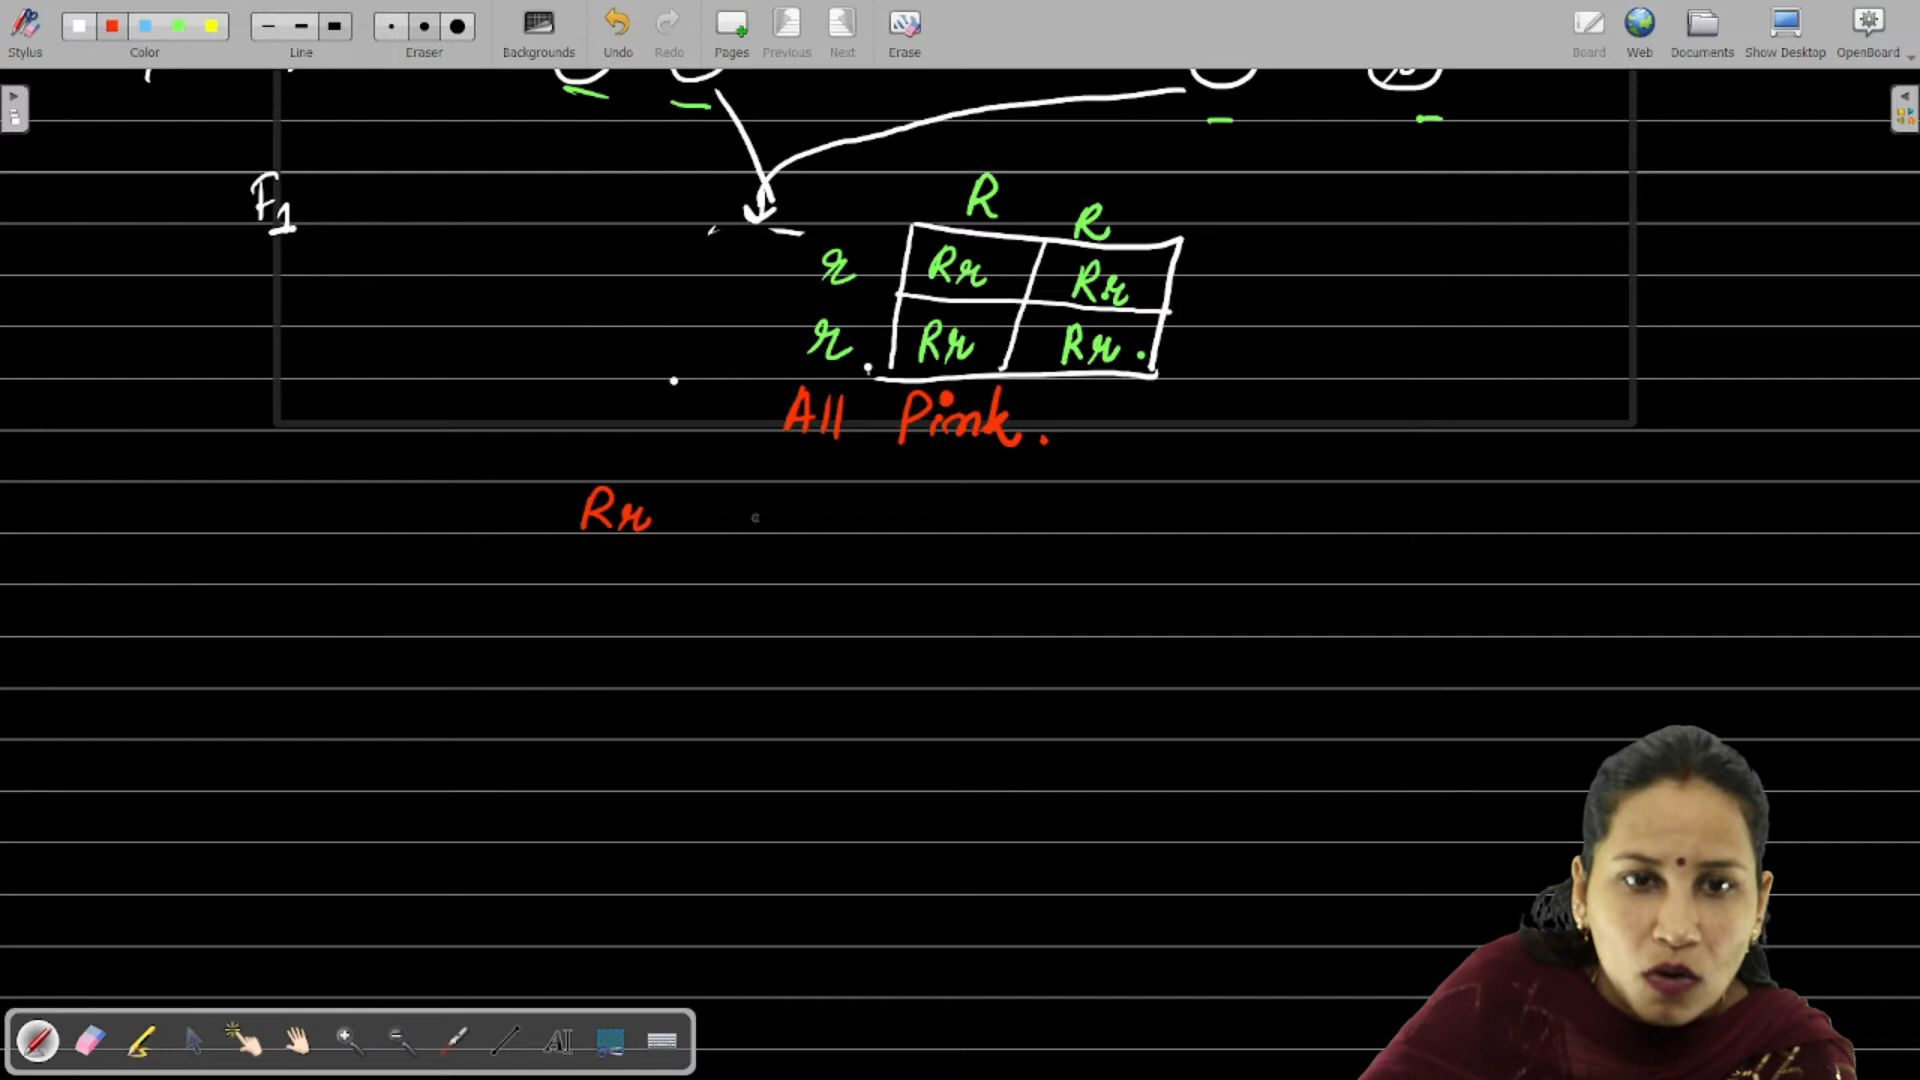 Stylus Color Line Eraser Backgrounds Undo Redo Pages Previous Next Erase Board Web Documents Show Desktop OpenBoard
F1
R R
r Rr Rr
r Rr Rr
All Pink.
Rr
AI